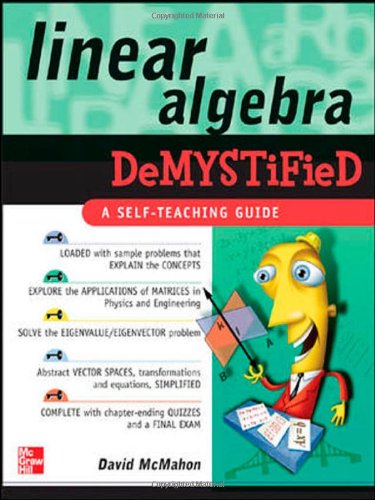 linear
algebra
DeMYSTiFieD
A SELF-TEACHING GUIDE
LOADED with sample problems that
EXPLAIN the CONCEPTS
EXPLORE the APPLICATIONS of MATRICES in
Physics and Engineering
SOLVE the EIGENVALUE/EIGENVECTOR problem
Abstract VECTOR SPACES, transformations
and equations, SIMPLIFIED
COMPLETE with chapter-ending QUIZZES
and a FINAL EXAM
A
B
Mc
Graw
Hill
David McMahon